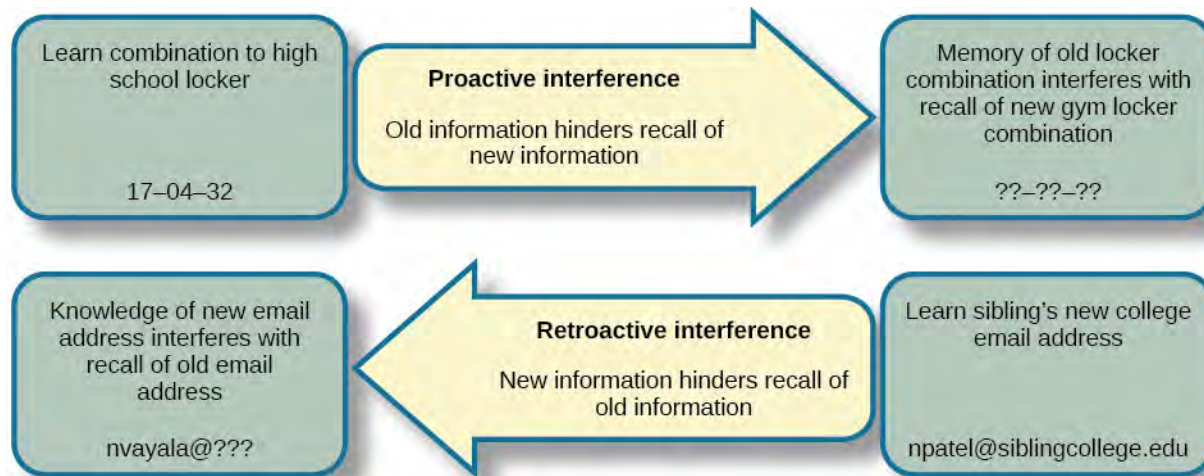 Learn combination to high
school locker
17–04–32
Proactive interference
Old information hinders recall of
new information
Memory of old locker
combination interferes with
recall of new gym locker
combination
??–??–??
Knowledge of new email
address interferes with
recall of old email
address
nvayala@???
Retroactive interference
New information hinders recall of
old information
Learn sibling’s new college
email address
npatel@siblingcollege.edu